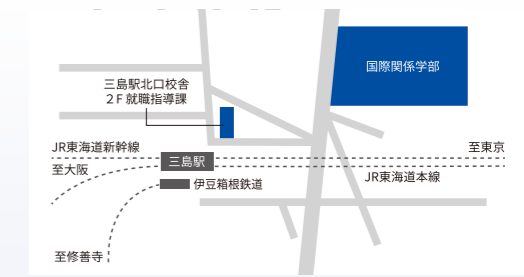 国際関係学部
三島駅北口校舎
2F就職指導課
JR東海道新幹線
至東京
至大阪
三島駅
JR東海道本線
伊豆箱根鉄道
至修善寺